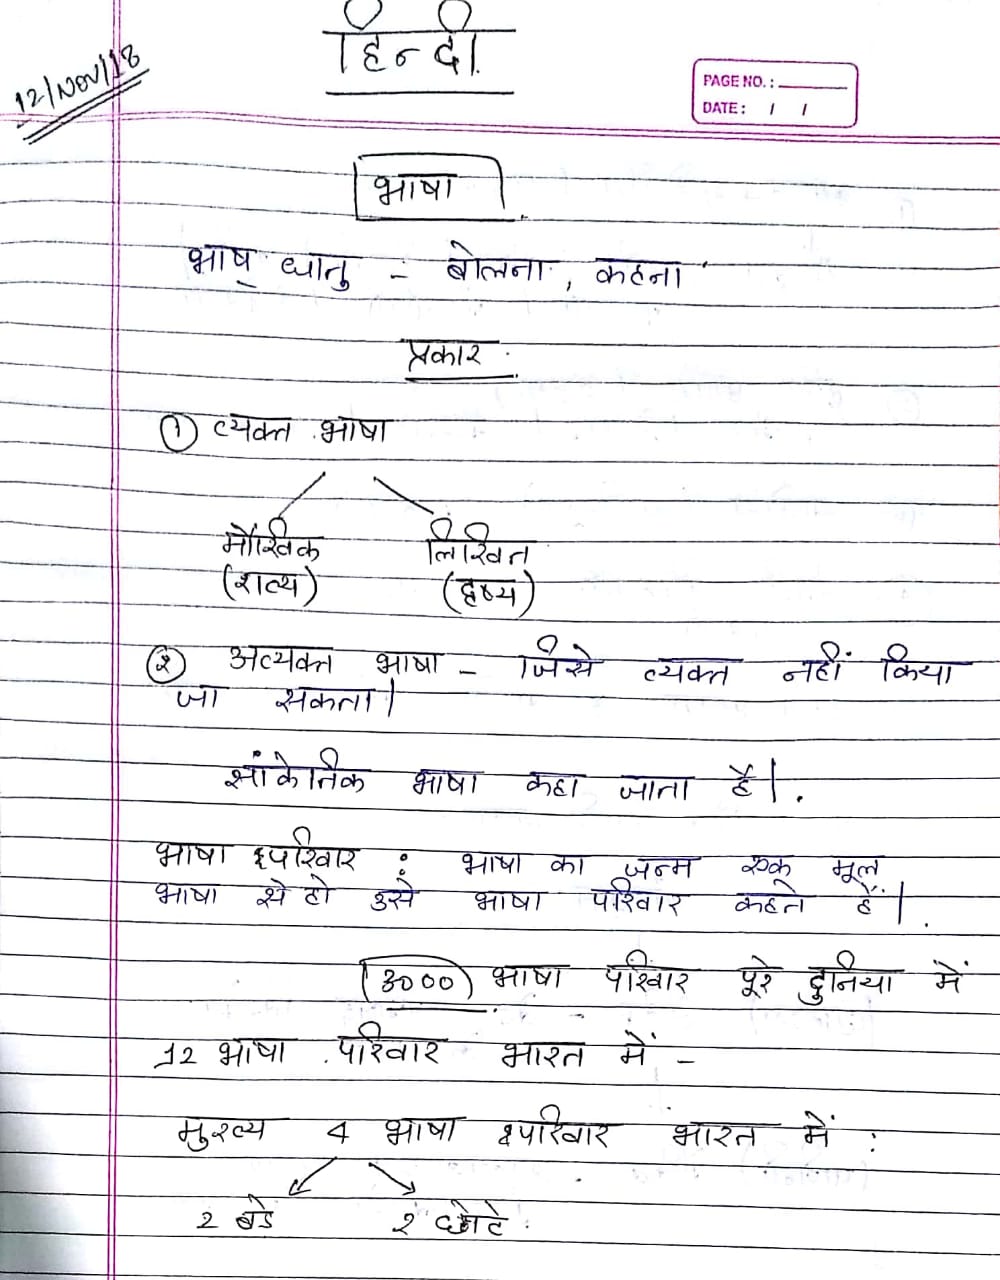 हिन्दी
12/Nov/18
PAGE NO.:
DATE: / /
भाषा
भाष् धातु - बोलना, कहना
प्रकार
① व्यक्त भाषा
मौखिक लिखित
(शत्य) (दृष्य)
② अव्यक्त भाषा - जिसे व्यक्त नहीं किया
जा सकता।
सांकेतिक भाषा कहा जाता है।
भाषा परिवार : भाषा का जन्म एक मूल
भाषा से हो उसे भाषा परिवार कहते हैं।
3000 भाषा परिवार पूरे दुनिया में
12 भाषा परिवार भारत में -
मुख्य 4 भाषा परिवार भारत में :
2 बडे 2 छोटे